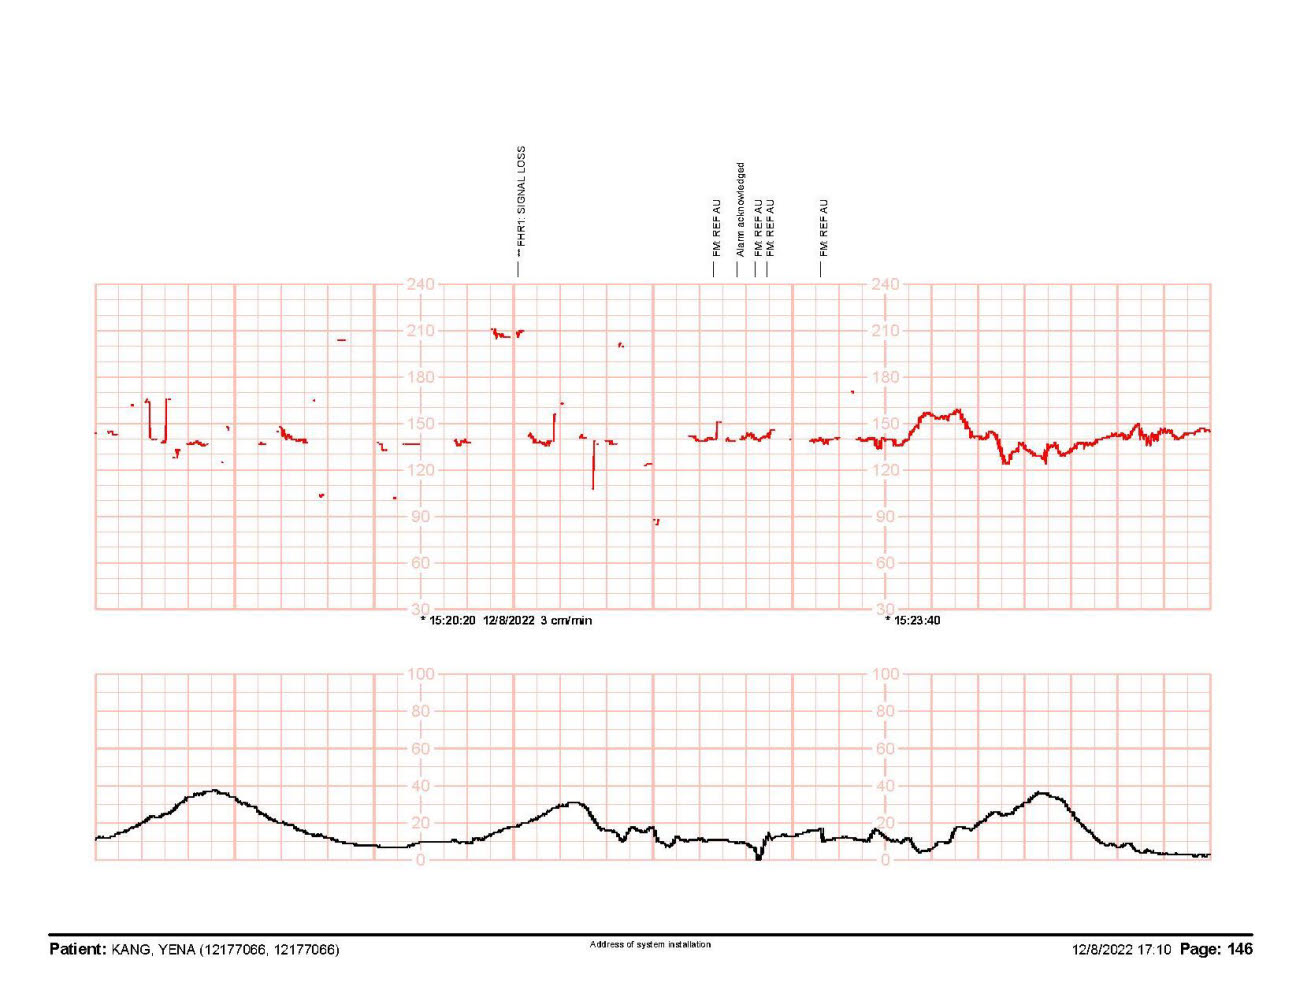 ** FHR1: SIGNAL LOSS
FM: REF AU
Alarm acknowledged
FM: REF AU
FM: REF AU
FM: REF AU
240 240
210 210
180 180
150 150
120 120
90 90
60 60
30 30
* 15:20:20 12/8/2022 3 cm/min * 15:23:40
100 100
80 80
60 60
40 40
20 20
0 0
Patient: KANG, YENA (12177066, 12177066) Address of system installation 12/8/2022 17:10 Page: 146